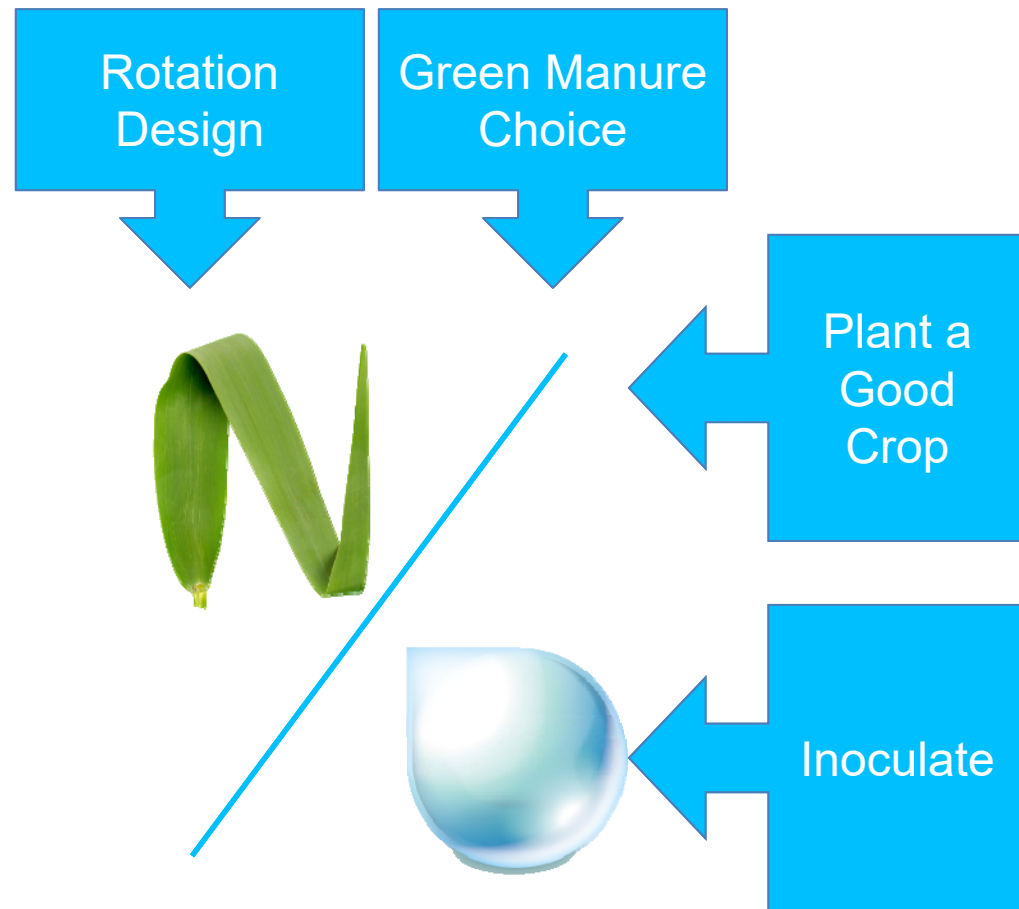 Rotation
Design
Green Manure
Choice
Plant a
Good
Crop
N
Inoculate